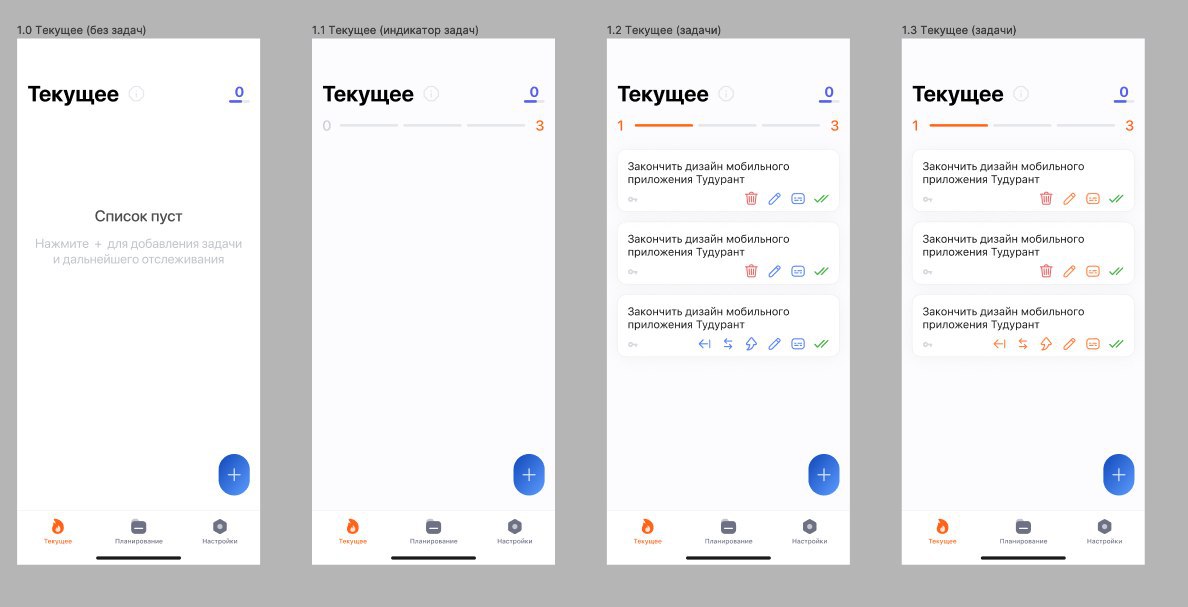 1.0 Текущее (без задач)
Текущее
0
Список пуст
Нажмите + для добавления задачи
и дальнейшего отслеживания
Текущее
Планирование
Настройки
1.1 Текущее (индикатор задач)
Текущее
0
0
3
Текущее
Планирование
Настройки
1.2 Текущее (задачи)
Текущее
0
1
3
Закончить дизайн мобильного
приложения Тудурант
Закончить дизайн мобильного
приложения Тудурант
Закончить дизайн мобильного
приложения Тудурант
Текущее
Планирование
Настройки
1.3 Текущее (задачи)
Текущее
0
1
3
Закончить дизайн мобильного
приложения Тудурант
Закончить дизайн мобильного
приложения Тудурант
Закончить дизайн мобильного
приложения Тудурант
Текущее
Планирование
Настройки